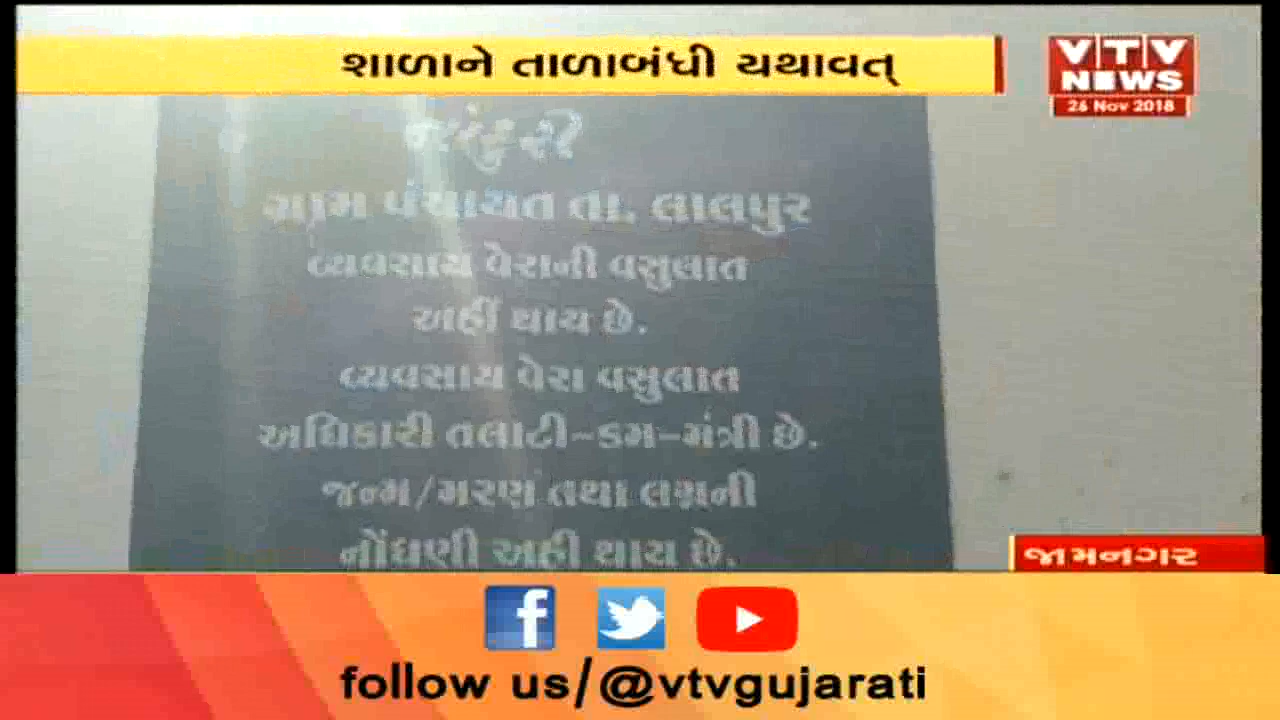 શાળાને તાળાબંધી યથાવત્
VTV
NEWS
26 Nov 2018
ગ્રામ પંચાયત તા. લાલપુર
વ્યવસાય વેરાની વસુલાત
અહીં થાય છે.
વ્યવસાય વેરા વસુલાત
અધિકારી તલાટી-કમ-મંત્રી છે.
જન્મ/મરણ તથા લગ્નની
નોંધણી અહી થાય છે.
જામનગર
follow us/@vtvgujarati